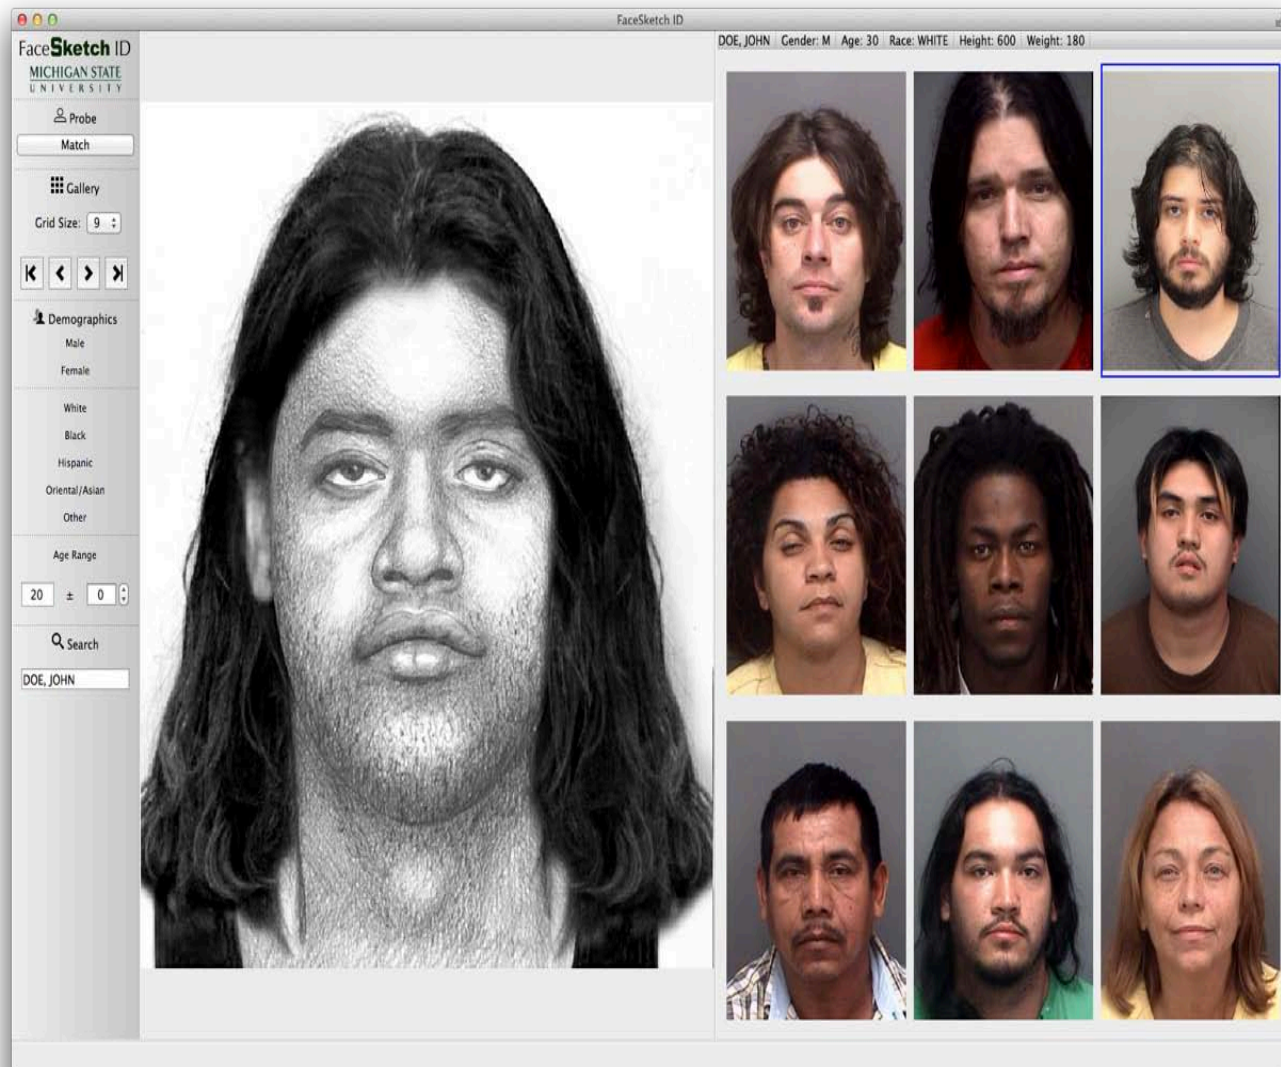 FaceSketch ID
FaceSketch ID
MICHIGAN STATE
UNIVERSITY
Probe
Match
Gallery
Grid Size: 9
Demographics
Male
Female
White
Black
Hispanic
Oriental/Asian
Other
Age Range
20 ± 0
Search
DOE, JOHN
DOE, JOHN Gender: M Age: 30 Race: WHITE Height: 600 Weight: 180